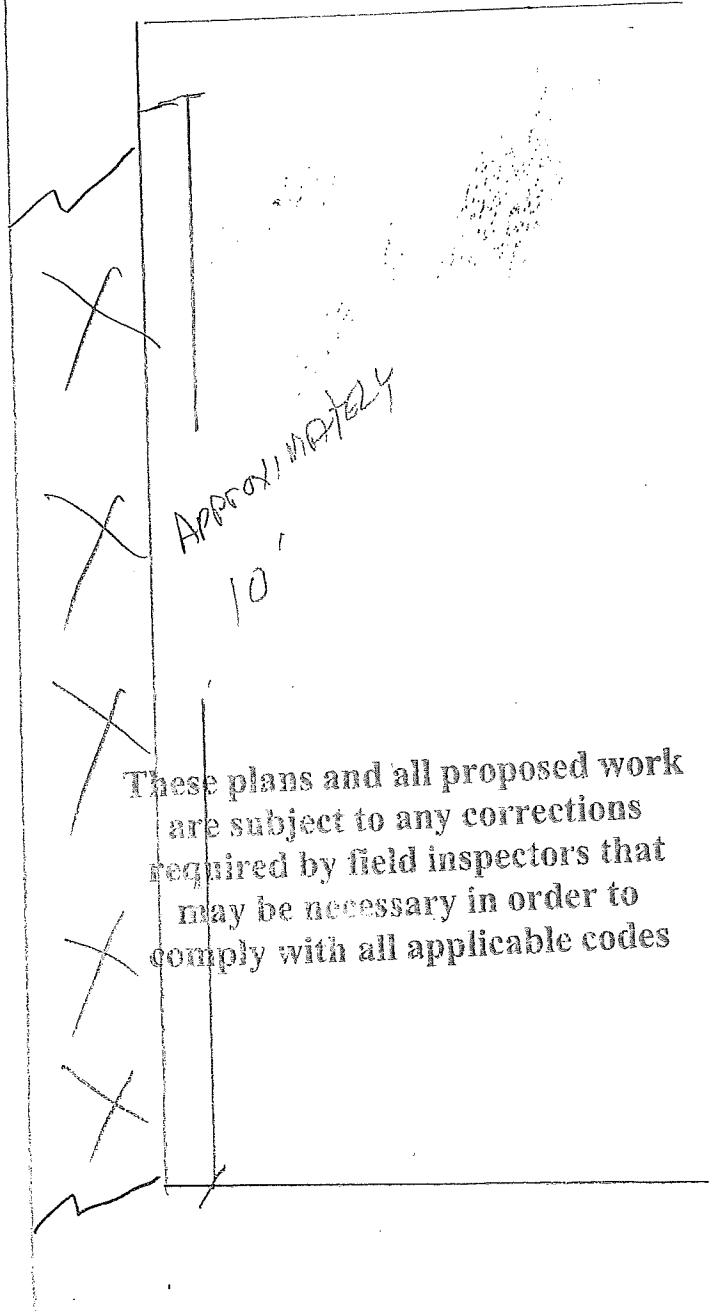 APPROXIMATELY
10'
These plans and all proposed work
are subject to any corrections
required by field inspectors that
may be necessary in order to
comply with all applicable codes